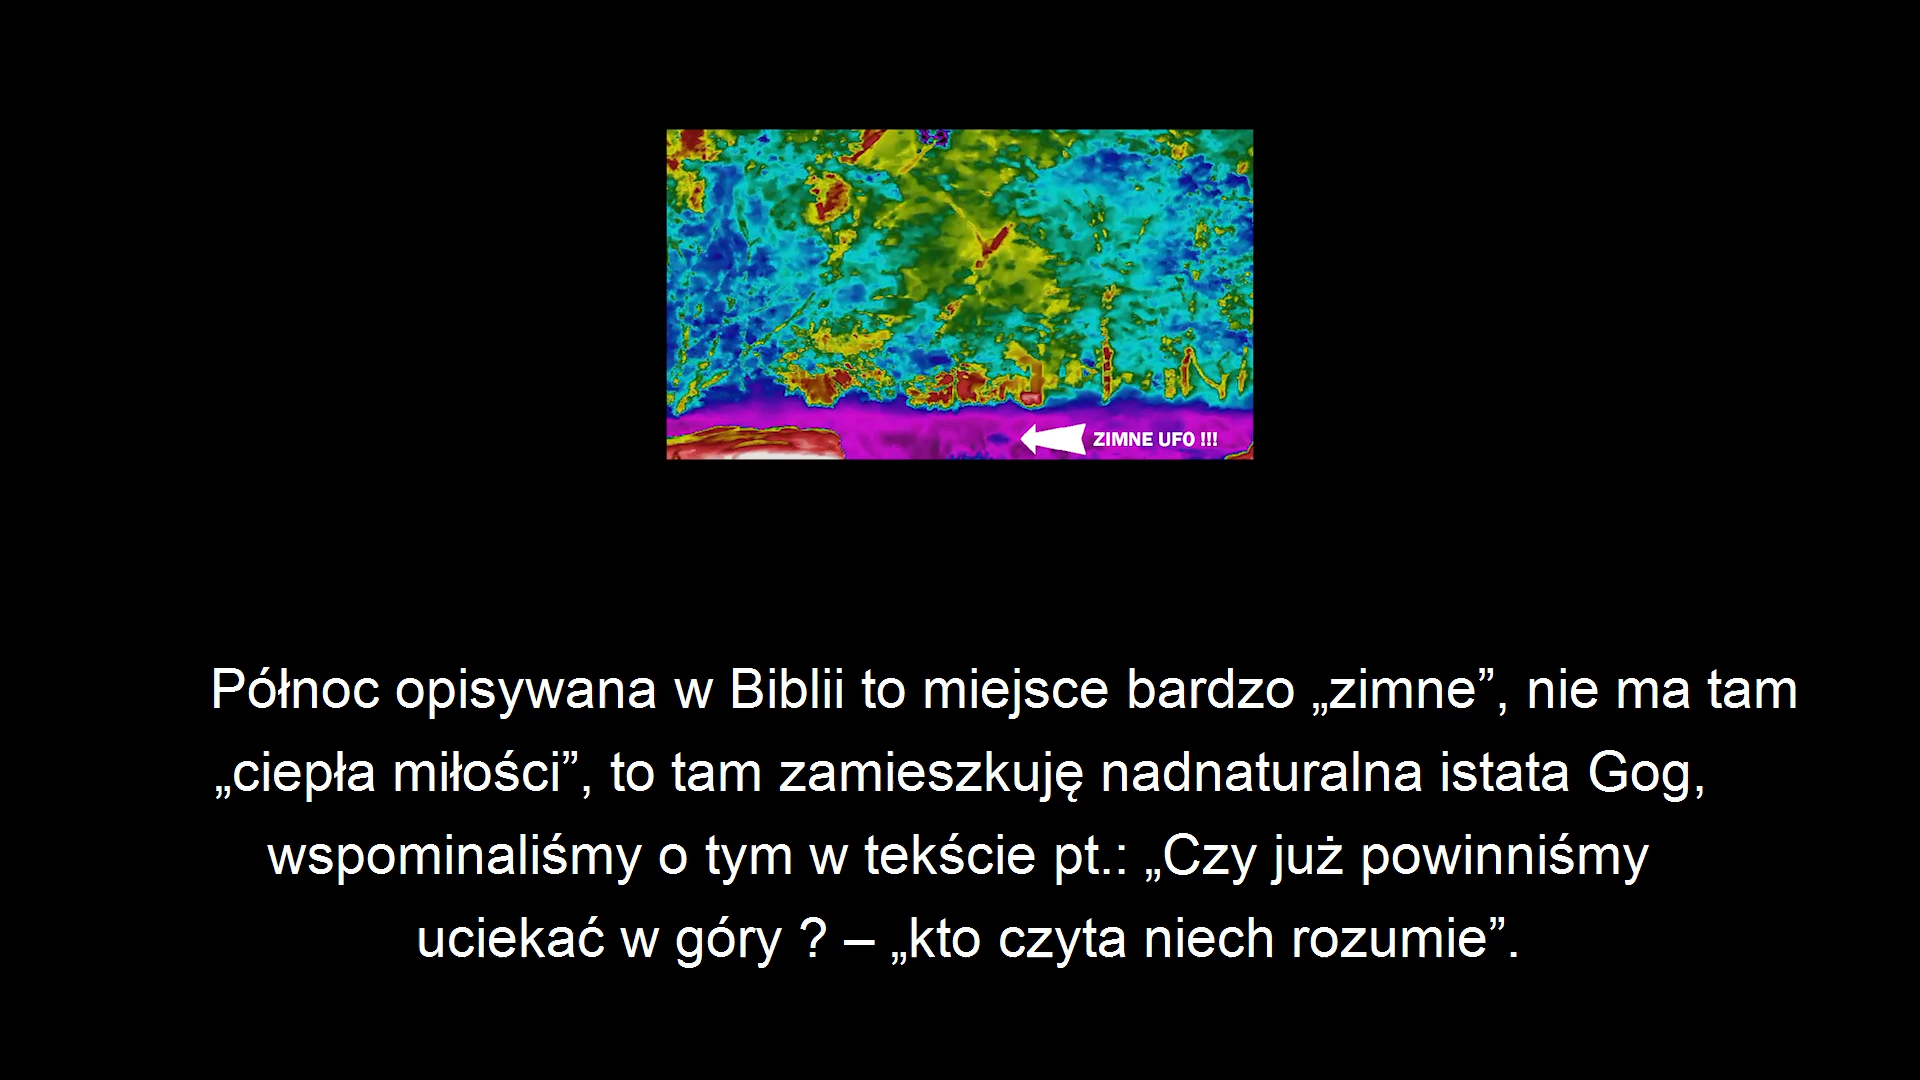 ZIMNE UFO !!!
Północ opisywana w Biblii to miejsce bardzo „zimne”, nie ma tam
„ciepła miłości”, to tam zamieszkuję nadnaturalna istata Gog,
wspominaliśmy o tym w tekście pt.: „Czy już powinniśmy
uciekać w góry ? – „kto czyta niech rozumie”.